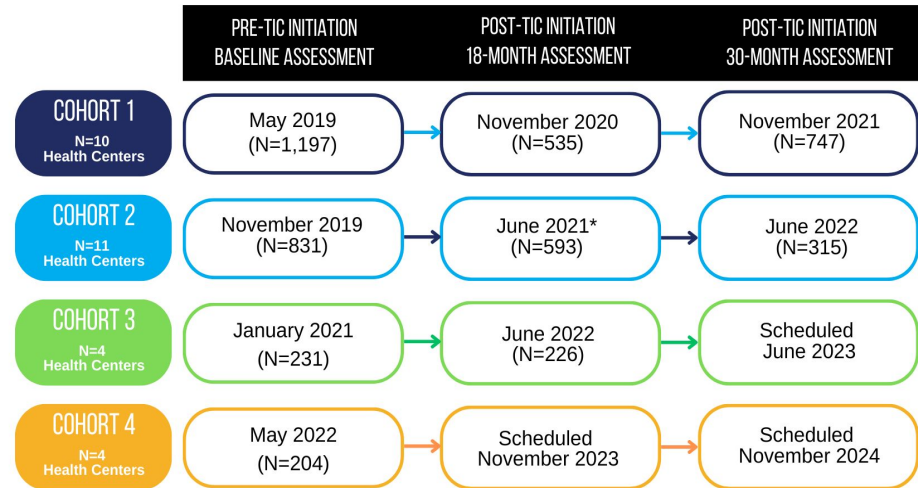 PRE-TIC INITIATION
BASELINE ASSESSMENT
POST-TIC INITIATION
18-MONTH ASSESSMENT
POST-TIC INITIATION
30-MONTH ASSESSMENT
COHORT 1
N=10
Health Centers
May 2019
(N=1,197)
November 2020
(N=535)
November 2021
(N=747)
COHORT 2
N=11
Health Centers
November 2019
(N=831)
June 2021*
(N=593)
June 2022
(N=315)
COHORT 3
N=4
Health Centers
January 2021
(N=231)
June 2022
(N=226)
Scheduled
June 2023
COHORT 4
N=4
Health Centers
May 2022
(N=204)
Scheduled
November 2023
Scheduled
November 2024